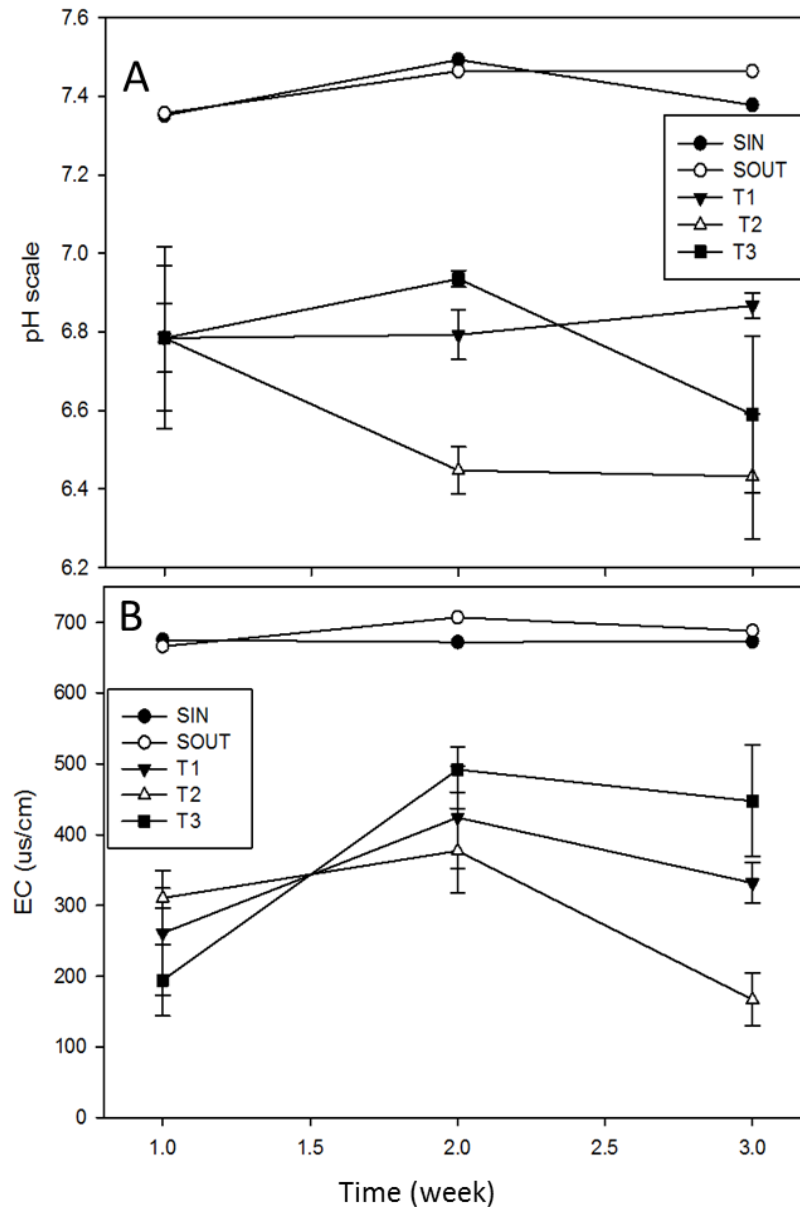 7.6
7.4
7.2
7.0
6.8
6.6
6.4
6.2
pH scale
A
SIN
SOUT
T1
T2
T3
B
700
600
500
400
300
200
100
0
EC (us/cm)
SIN
SOUT
T1
T2
T3
1.0 1.5 2.0 2.5 3.0
Time (week)